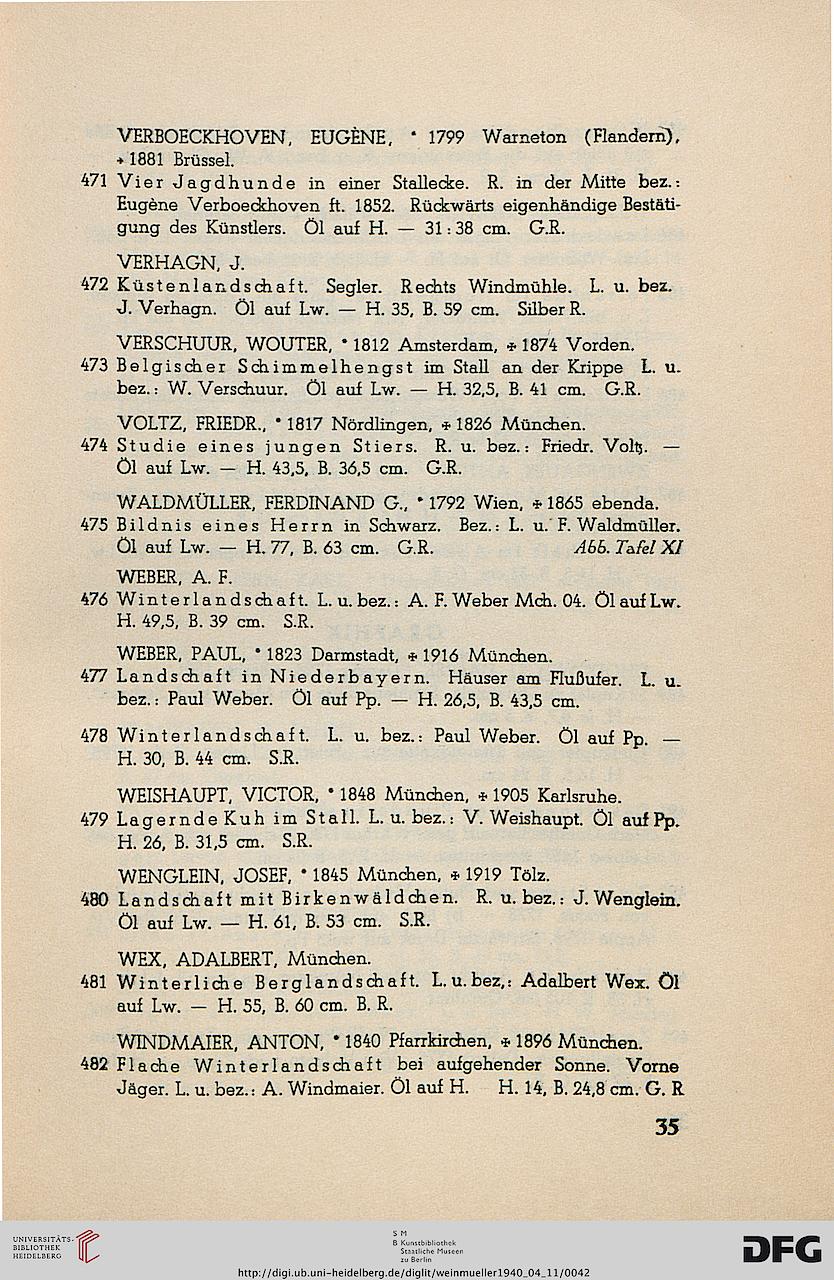 VERBOECKHOVEN, EUGÈNE, * 1799 Warneton (Flandern),
+ 1881 Brüssel.
471 Vier Jagdhunde in einer Stallecke. R. in der Mitte bez.:
Eugène Verboeckhoven ft. 1852. Rückwärts eigenhändige Bestäti-
gung des Künstlers. Öl auf H. — 31 : 38 cm. G.R.
VERHAGN, J.
472 Küstenlandschaft. Segler. Rechts Windmühle. L. u. bez.
J. Verhagn. Öl auf Lw. — H. 35, B. 59 cm. Silber R.
VERSCHUUR, WOUTER, * 1812 Amsterdam, + 1874 Vorden.
473 Belgischer Schimmelhengst im Stall an der Krippe L. u.
bez.: W. Verschuur. Öl auf Lw. — H. 32,5, B. 41 cm. G.R.
VOLTZ, FRIEDR., * 1817 Nördlingen, + 1826 München.
474 Studie eines jungen Stiers. R. u. bez.: Friedr. Voltz. —
Öl auf Lw. — H. 43,5, B. 36,5 cm. G.R.
WALDMÜLLER, FERDINAND G., * 1792 Wien, + 1865 ebenda.
475 Bildnis eines Herrn in Schwarz. Bez.: L. u. F. Waldmüller.
Öl auf Lw. — H. 77, B. 63 cm. G.R. Abb. Tafel XI
WEBER, A. F.
476 Winterlandschaft. L. u. bez.: A. F. Weber Mch. 04. Öl auf Lw.
H. 49,5, B. 39 cm. S.R.
WEBER, PAUL, * 1823 Darmstadt, + 1916 München.
477 Landschaft in Niederbayern. Häuser am Flußufer. L. u.
bez.: Paul Weber. Öl auf Pp. — H. 26,5, B. 43,5 cm.
478 Winterlandschaft. L. u. bez.: Paul Weber. Öl auf Pp. —
H. 30, B. 44 cm. S.R.
WEISHAUPT, VICTOR, * 1848 München, + 1905 Karlsruhe.
479 Lagernde Kuh im Stall. L. u. bez.: V. Weishaupt. Öl auf Pp.
H. 26, B. 31,5 cm. S.R.
WENGLEIN, JOSEF, * 1845 München, + 1919 Tölz.
480 Landschaft mit Birkenwäldchen. R. u. bez.: J. Wenglein.
Öl auf Lw. — H. 61, B. 53 cm. S.R.
WEX, ADALBERT, München.
481 Winterliche Berglandschaft. L. u. bez,: Adalbert Wex. Öl
auf Lw. — H. 55, B. 60 cm. B. R.
WINDMAIER, ANTON, * 1840 Pfarrkirchen, + 1896 München.
482 Flache Winterlandschaft bei aufgehender Sonne. Vorne
Jäger. L. u. bez.: A. Windmaier. Öl auf H. H. 14, B. 24,8 cm. G. R
35
UNIVERSITÄTS-
BIBLIOTHEK
HEIDELBERG
S M
B Kunstbibliothek
Staatliche Museen
zu Berlin
DFG
http://digi.ub.uni-heidelberg.de/diglit/weinmueller1940_04_11/0042